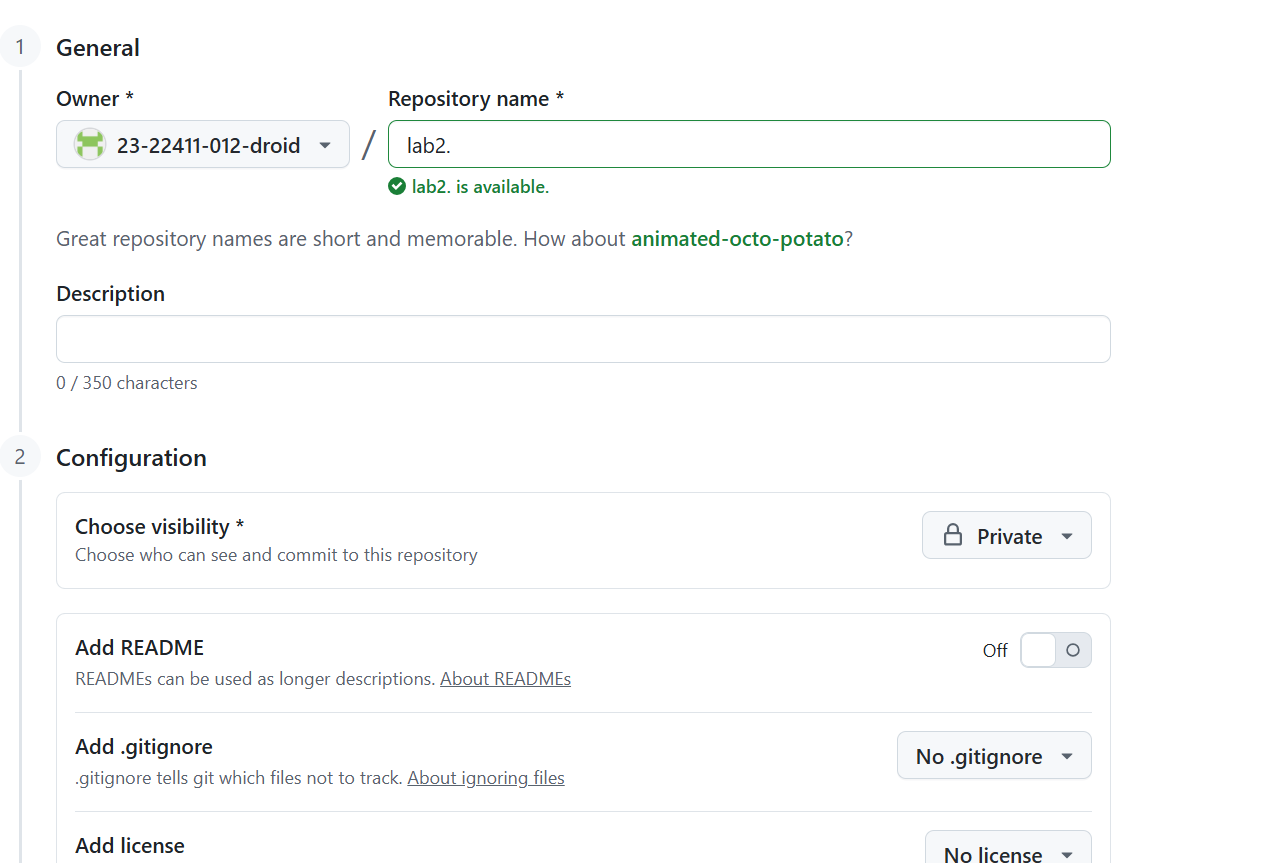 1
General
Owner *
Repository name *
23-22411-012-droid
/
lab2.
lab2. is available.
Great repository names are short and memorable. How about animated-octo-potato?
Description
0 / 350 characters
2
Configuration
Choose visibility *
Choose who can see and commit to this repository
Private
Add README
READMEs can be used as longer descriptions. About READMEs
Off
Add .gitignore
.gitignore tells git which files not to track. About ignoring files
No .gitignore
Add license
No license